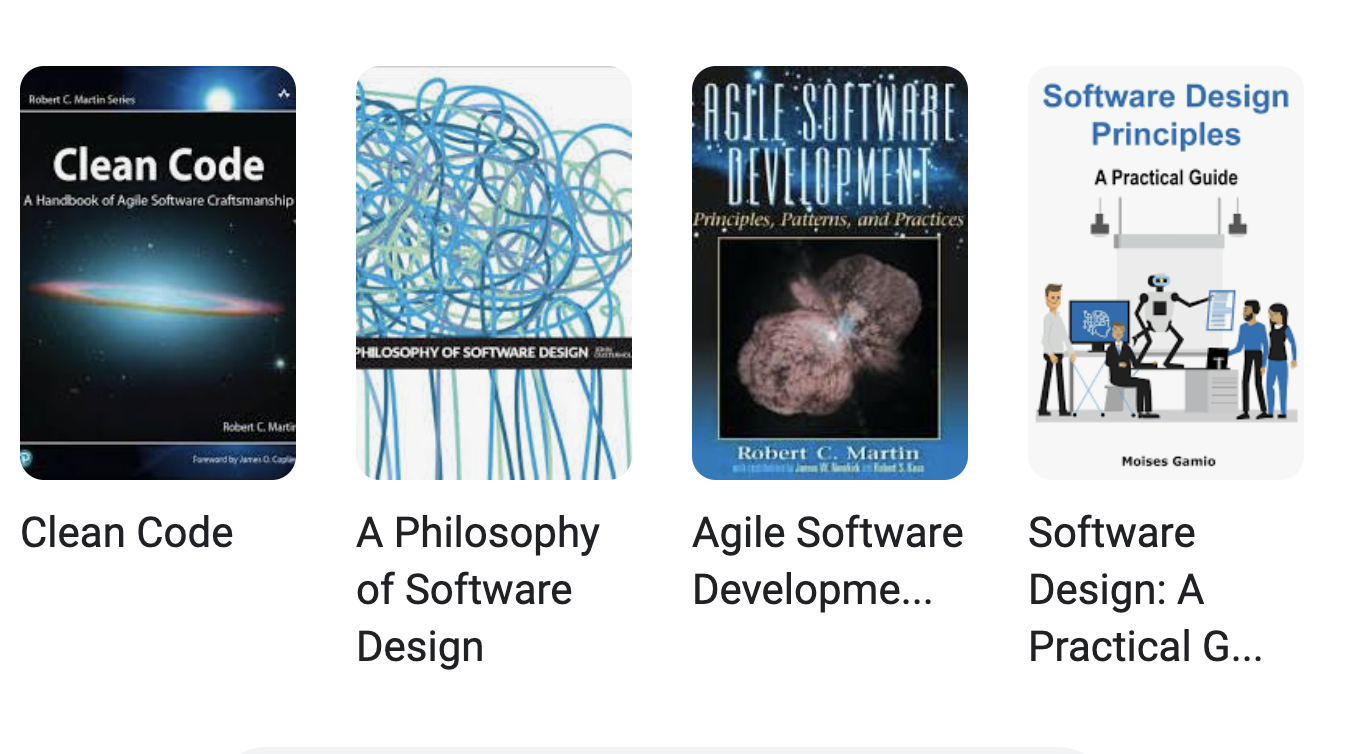 Robert C. Martin Series
Clean Code
A Handbook of Agile Software Craftsmanship
Robert C. Martin
Foreword by James O. Coplien
PHILOSOPHY OF SOFTWARE DESIGN
JOHN
AGILE SOFTWARE
DEVELOPMENT
Principles, Patterns, and Practices
Robert C. Martin
with contributions by James W. Newkirk and Robert S. Koss
Software Design
Principles
A Practical Guide
Moises Gamio
Clean Code
A Philosophy
of Software
Design
Agile Software
Developme...
Software
Design: A
Practical G...